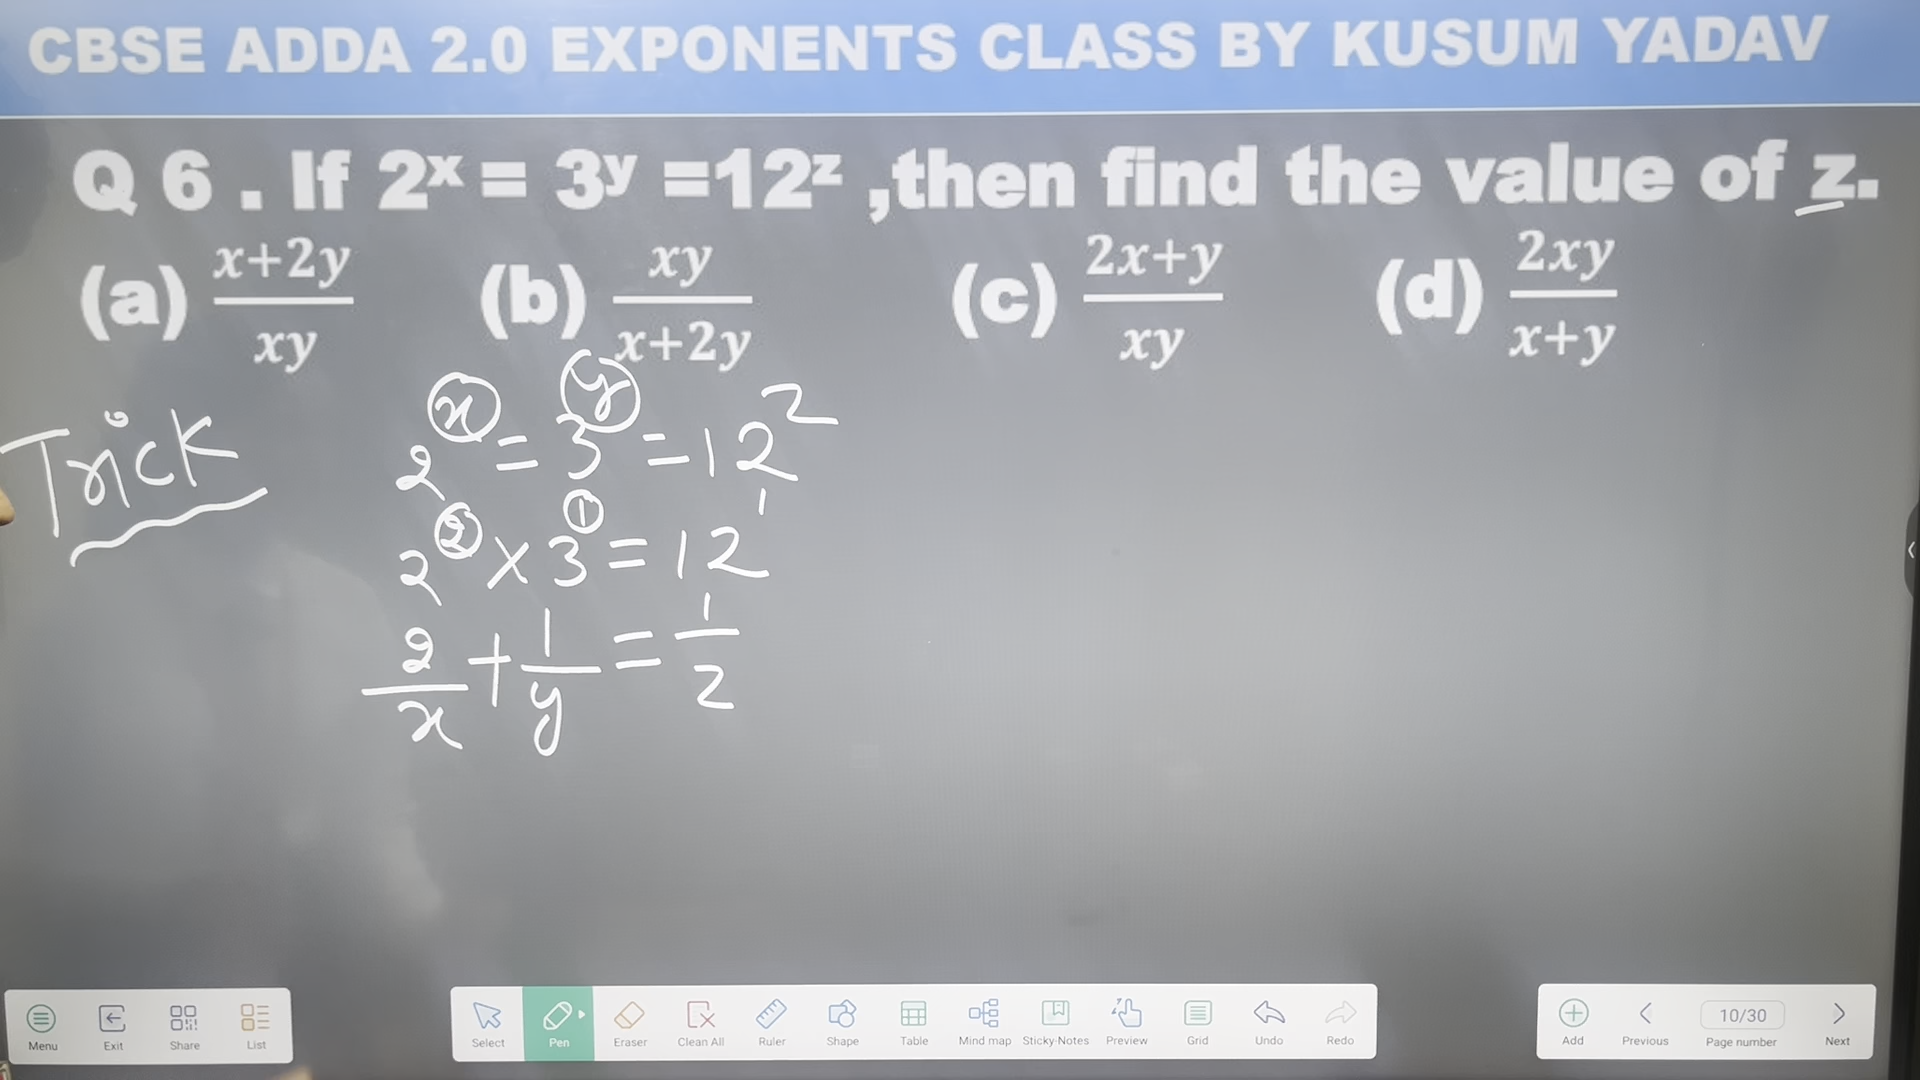 CBSE ADDA 2.0 EXPONENTS CLASS BY KUSUM YADAV
Q 6 . If 2ˣ = 3ʸ =12ᶻ ,then find the value of z.
(a) x+2y/xy (b) xy/x+2y (c) 2x+y/xy (d) 2xy/x+y
Trick
2ˣ = 3ʸ = 12ᶻ
2² × 3¹ = 12¹
2/x + 1/y = 1/z
Menu Exit Share List Select Pen Eraser Clean All Ruler Shape Table Mind map Sticky Notes Preview Grid Undo Redo Add Previous 10/30 Page number Next